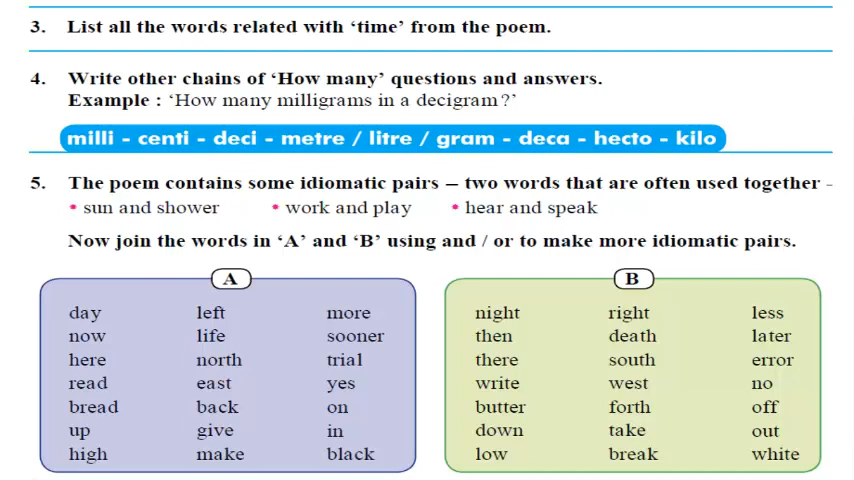 3. List all the words related with ‘time’ from the poem.
4. Write other chains of ‘How many’ questions and answers.
Example : ‘How many milligrams in a decigram?’
milli - centi - deci - metre / litre / gram - deca - hecto - kilo
5. The poem contains some idiomatic pairs – two words that are often used together -
• sun and shower • work and play • hear and speak
Now join the words in ‘A’ and ‘B’ using and / or to make more idiomatic pairs.
A
day left more
now life sooner
here north trial
read east yes
bread back on
up give in
high make black
B
night right less
then death later
there south error
write west no
butter forth off
down take out
low break white